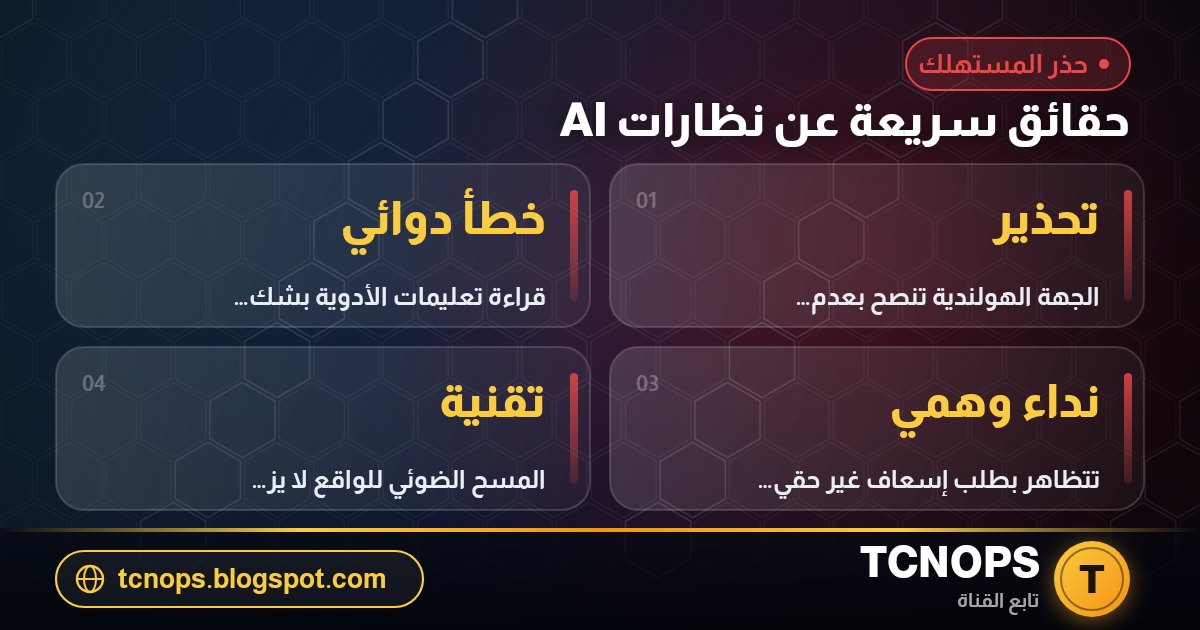 حذر المستهلك
حقائق سريعة عن نظارات AI
01
تحذير
الجهة الهولندية تنصح بعدم...
02
خطأ دوائي
قراءة تعليمات الأدوية بشك...
03
نداء وهمي
تتظاهر بطلب إسعاف غير حقي...
04
تقنية
المسح الضوئي للواقع لا يز...
T
TCNOPS
تابع القناة
tcnops.blogspot.com